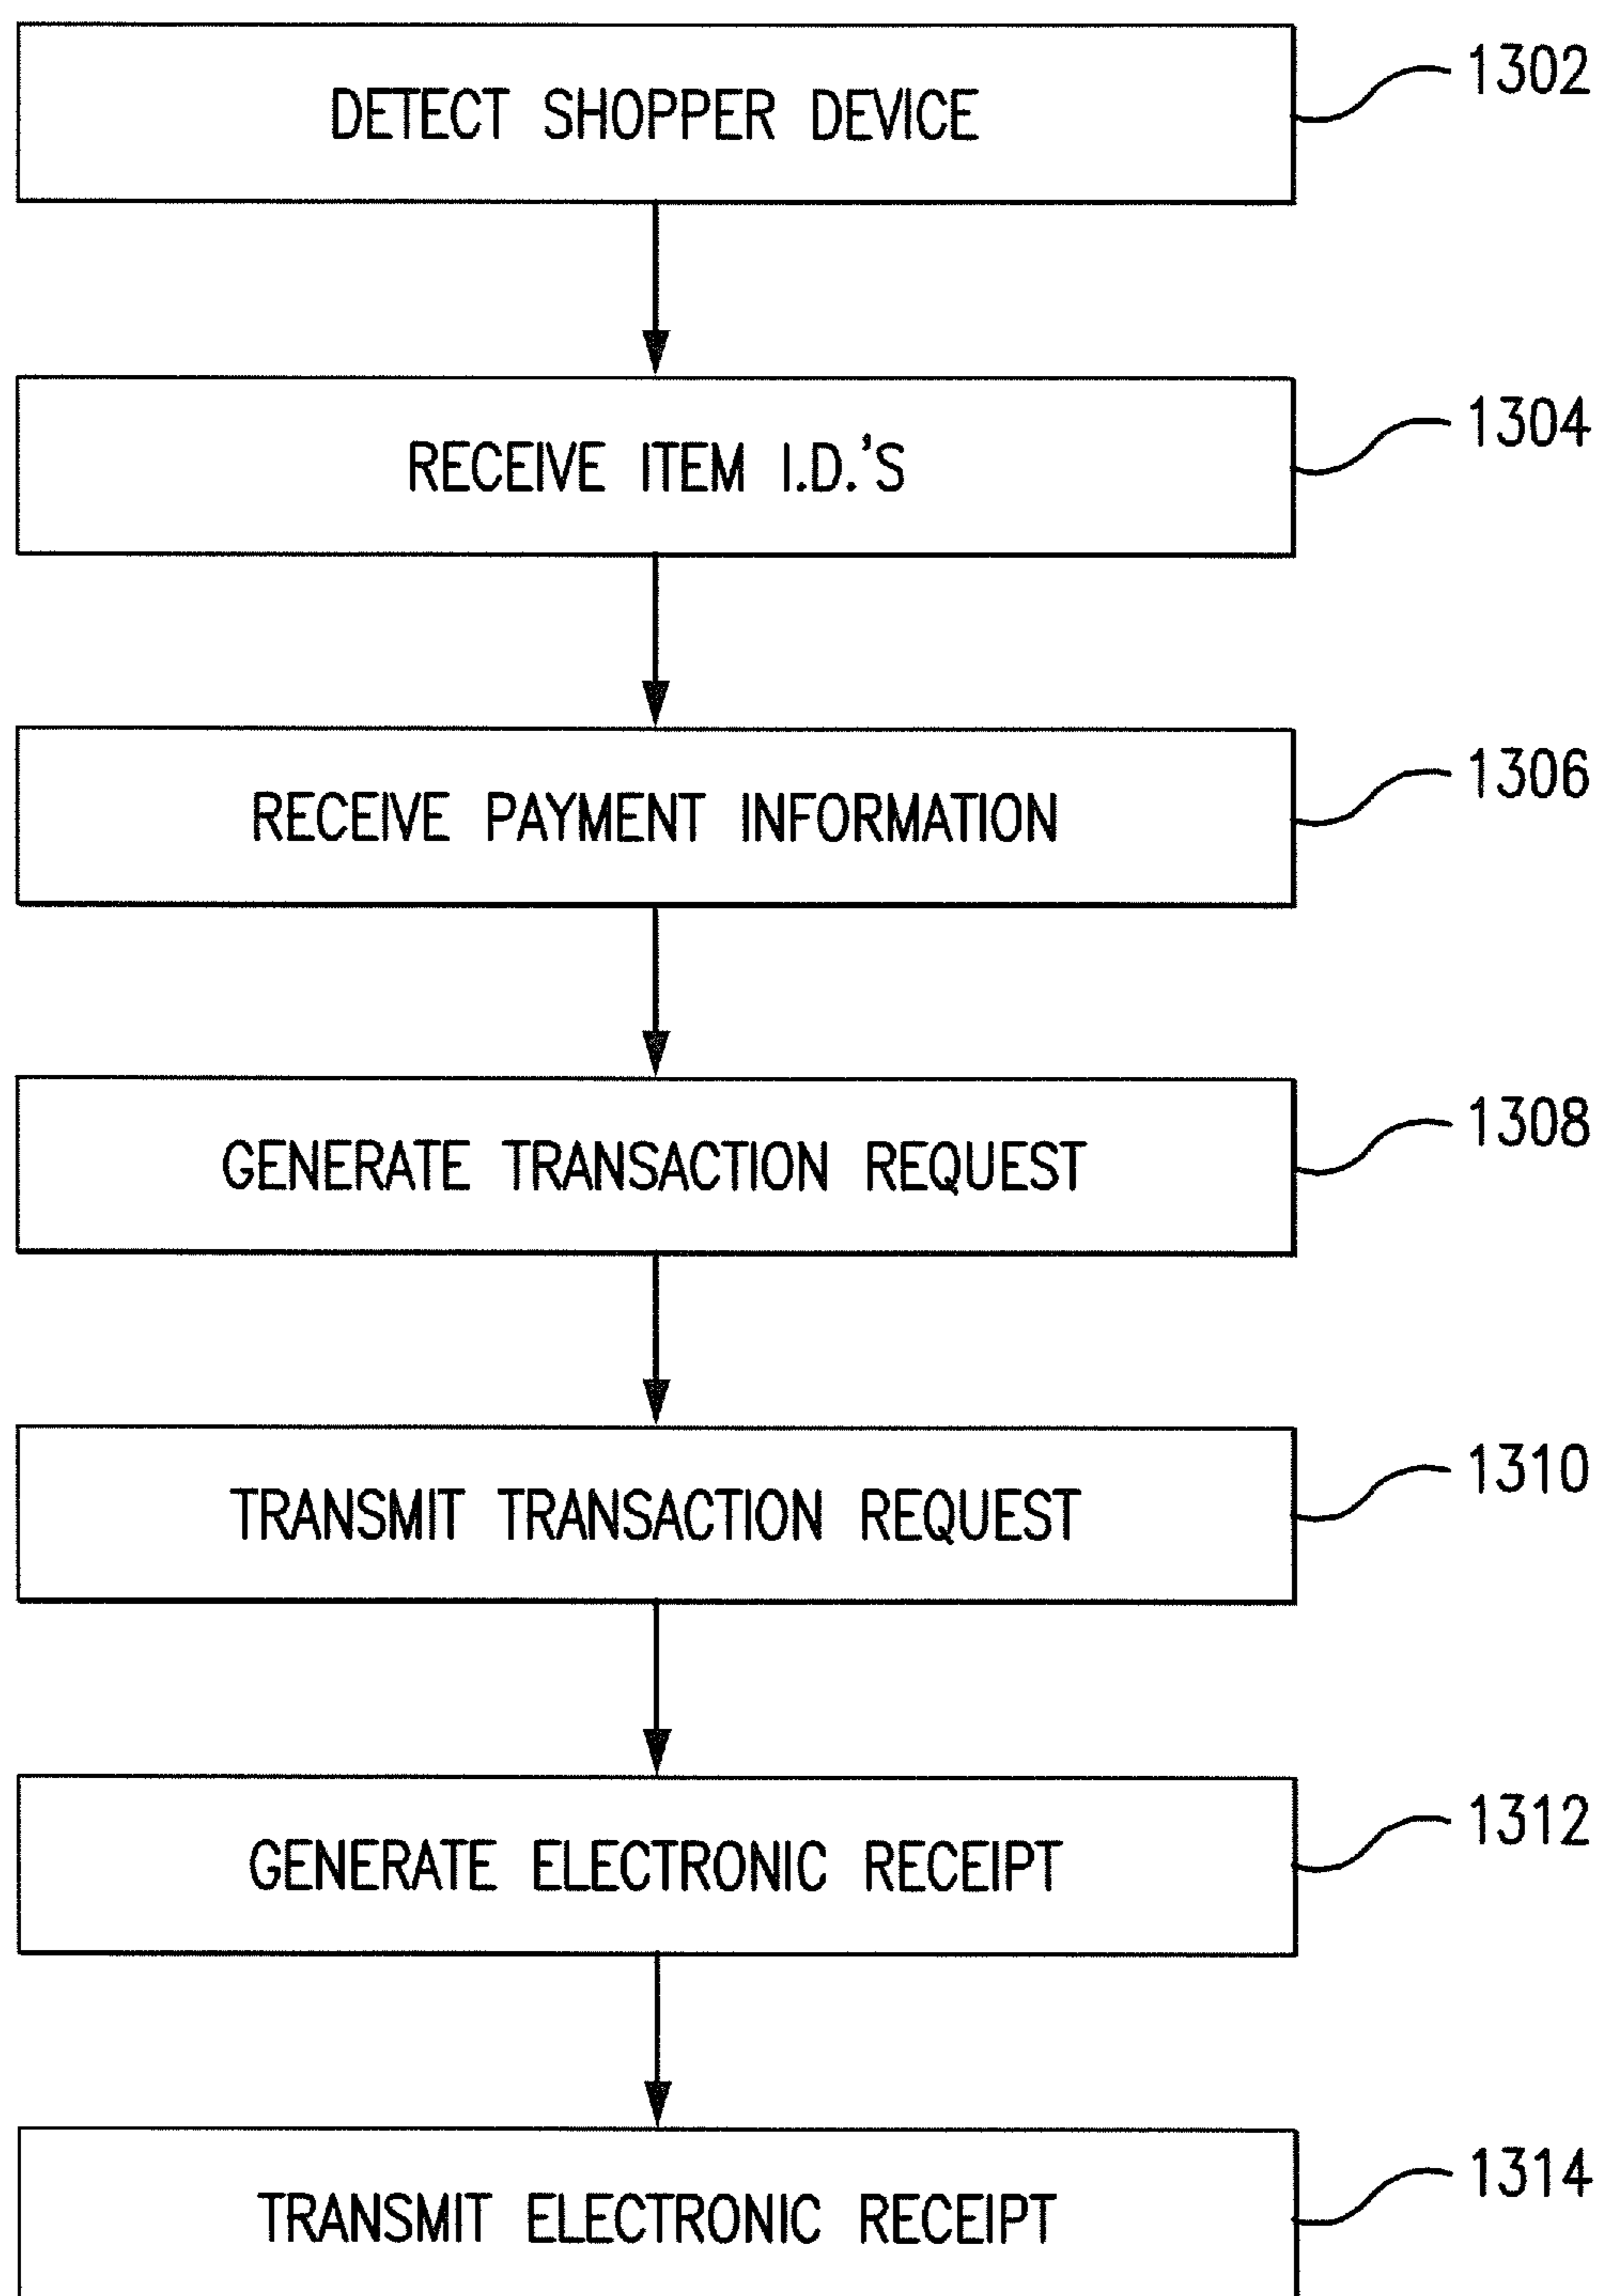 DETECT SHOPPER DEVICE
1302
RECEIVE ITEM I.D.'S
1304
RECEIVE PAYMENT INFORMATION
1306
GENERATE TRANSACTION REQUEST
1308
TRANSMIT TRANSACTION REQUEST
1310
GENERATE ELECTRONIC RECEIPT
1312
TRANSMIT ELECTRONIC RECEIPT
1314